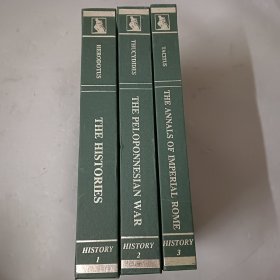 HERODOTUS
THE HISTORIES
HISTORY
1
THUCYDIDES
THE PELOPONNESIAN WAR
HISTORY
2
TACITUS
THE ANNALS OF IMPERIAL ROME
HISTORY
3